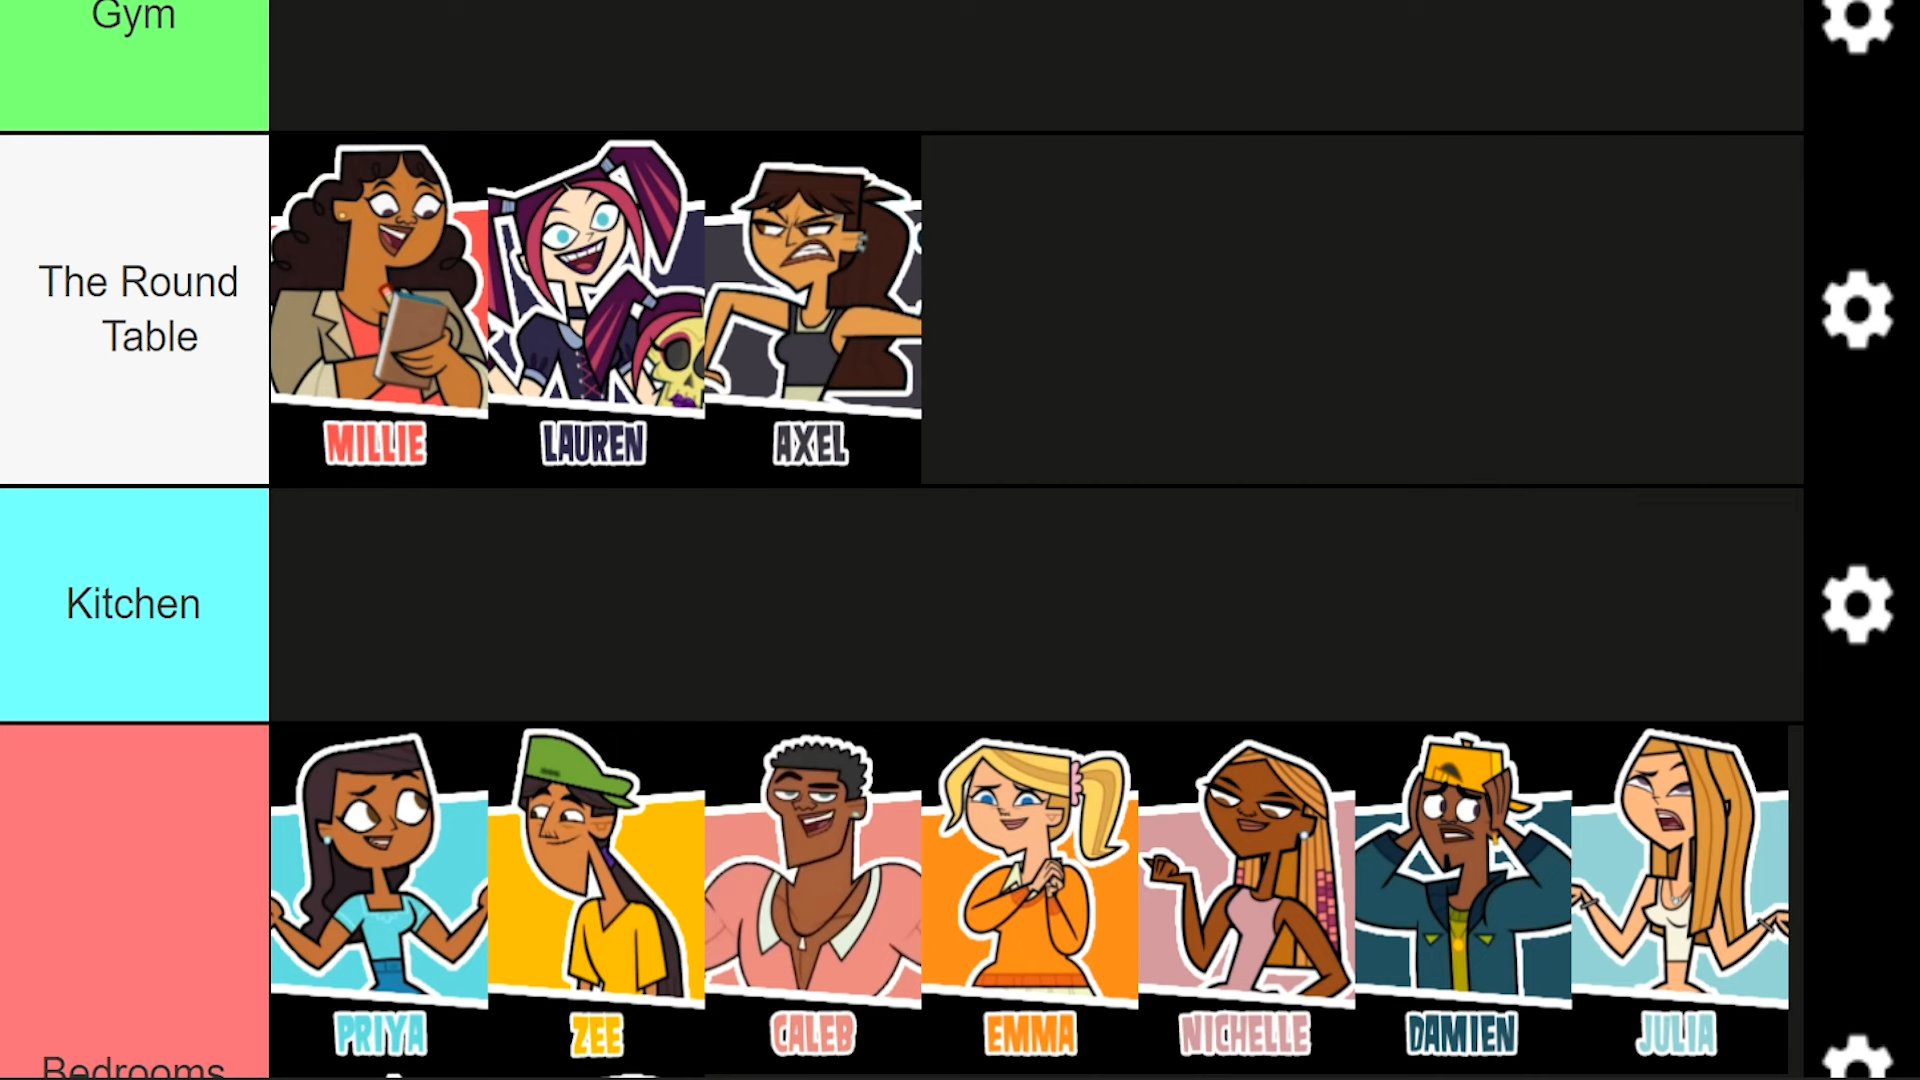 Gym
The Round
Table
MILLIE
LAUREN
AXEL
Kitchen
PRIYA
ZEE
CALEB
EMMA
NICHELLE
DAMIEN
JULIA
Bedrooms